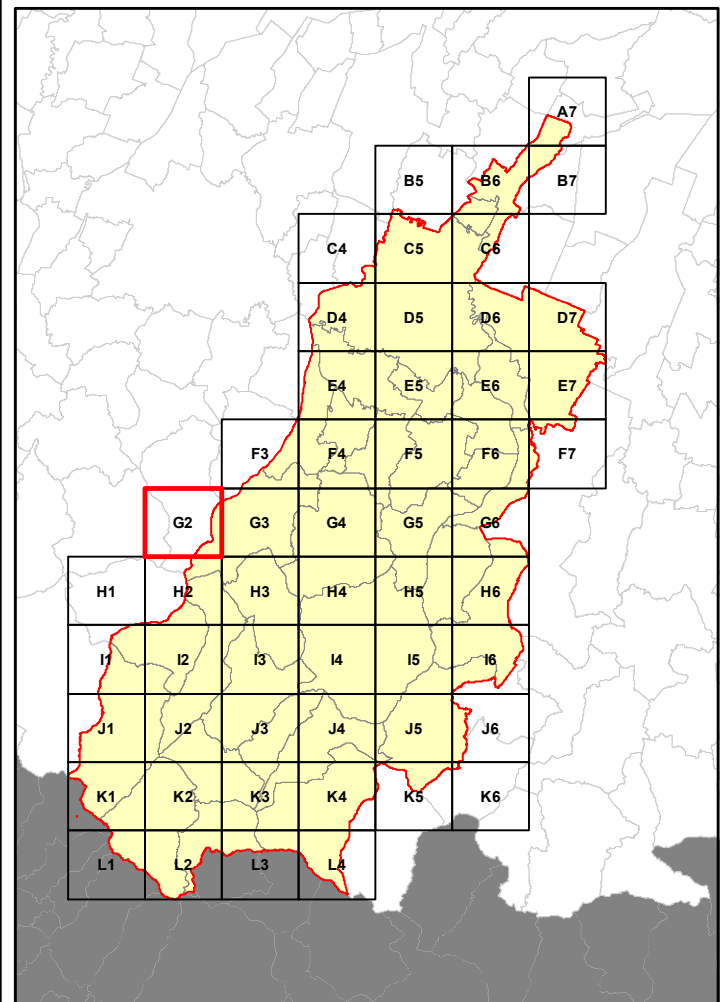 A7
B5 B6 B7
C4 C5 C6
D4 D5 D6 D7
E4 E5 E6 E7
F3 F4 F5 F6 F7
G2 G3 G4 G5 G6
H1 H2 H3 H4 H5 H6
I1 I2 I3 I4 I5 I6
J1 J2 J3 J4 J5 J6
K1 K2 K3 K4 K5 K6
L1 L2 L3 L4